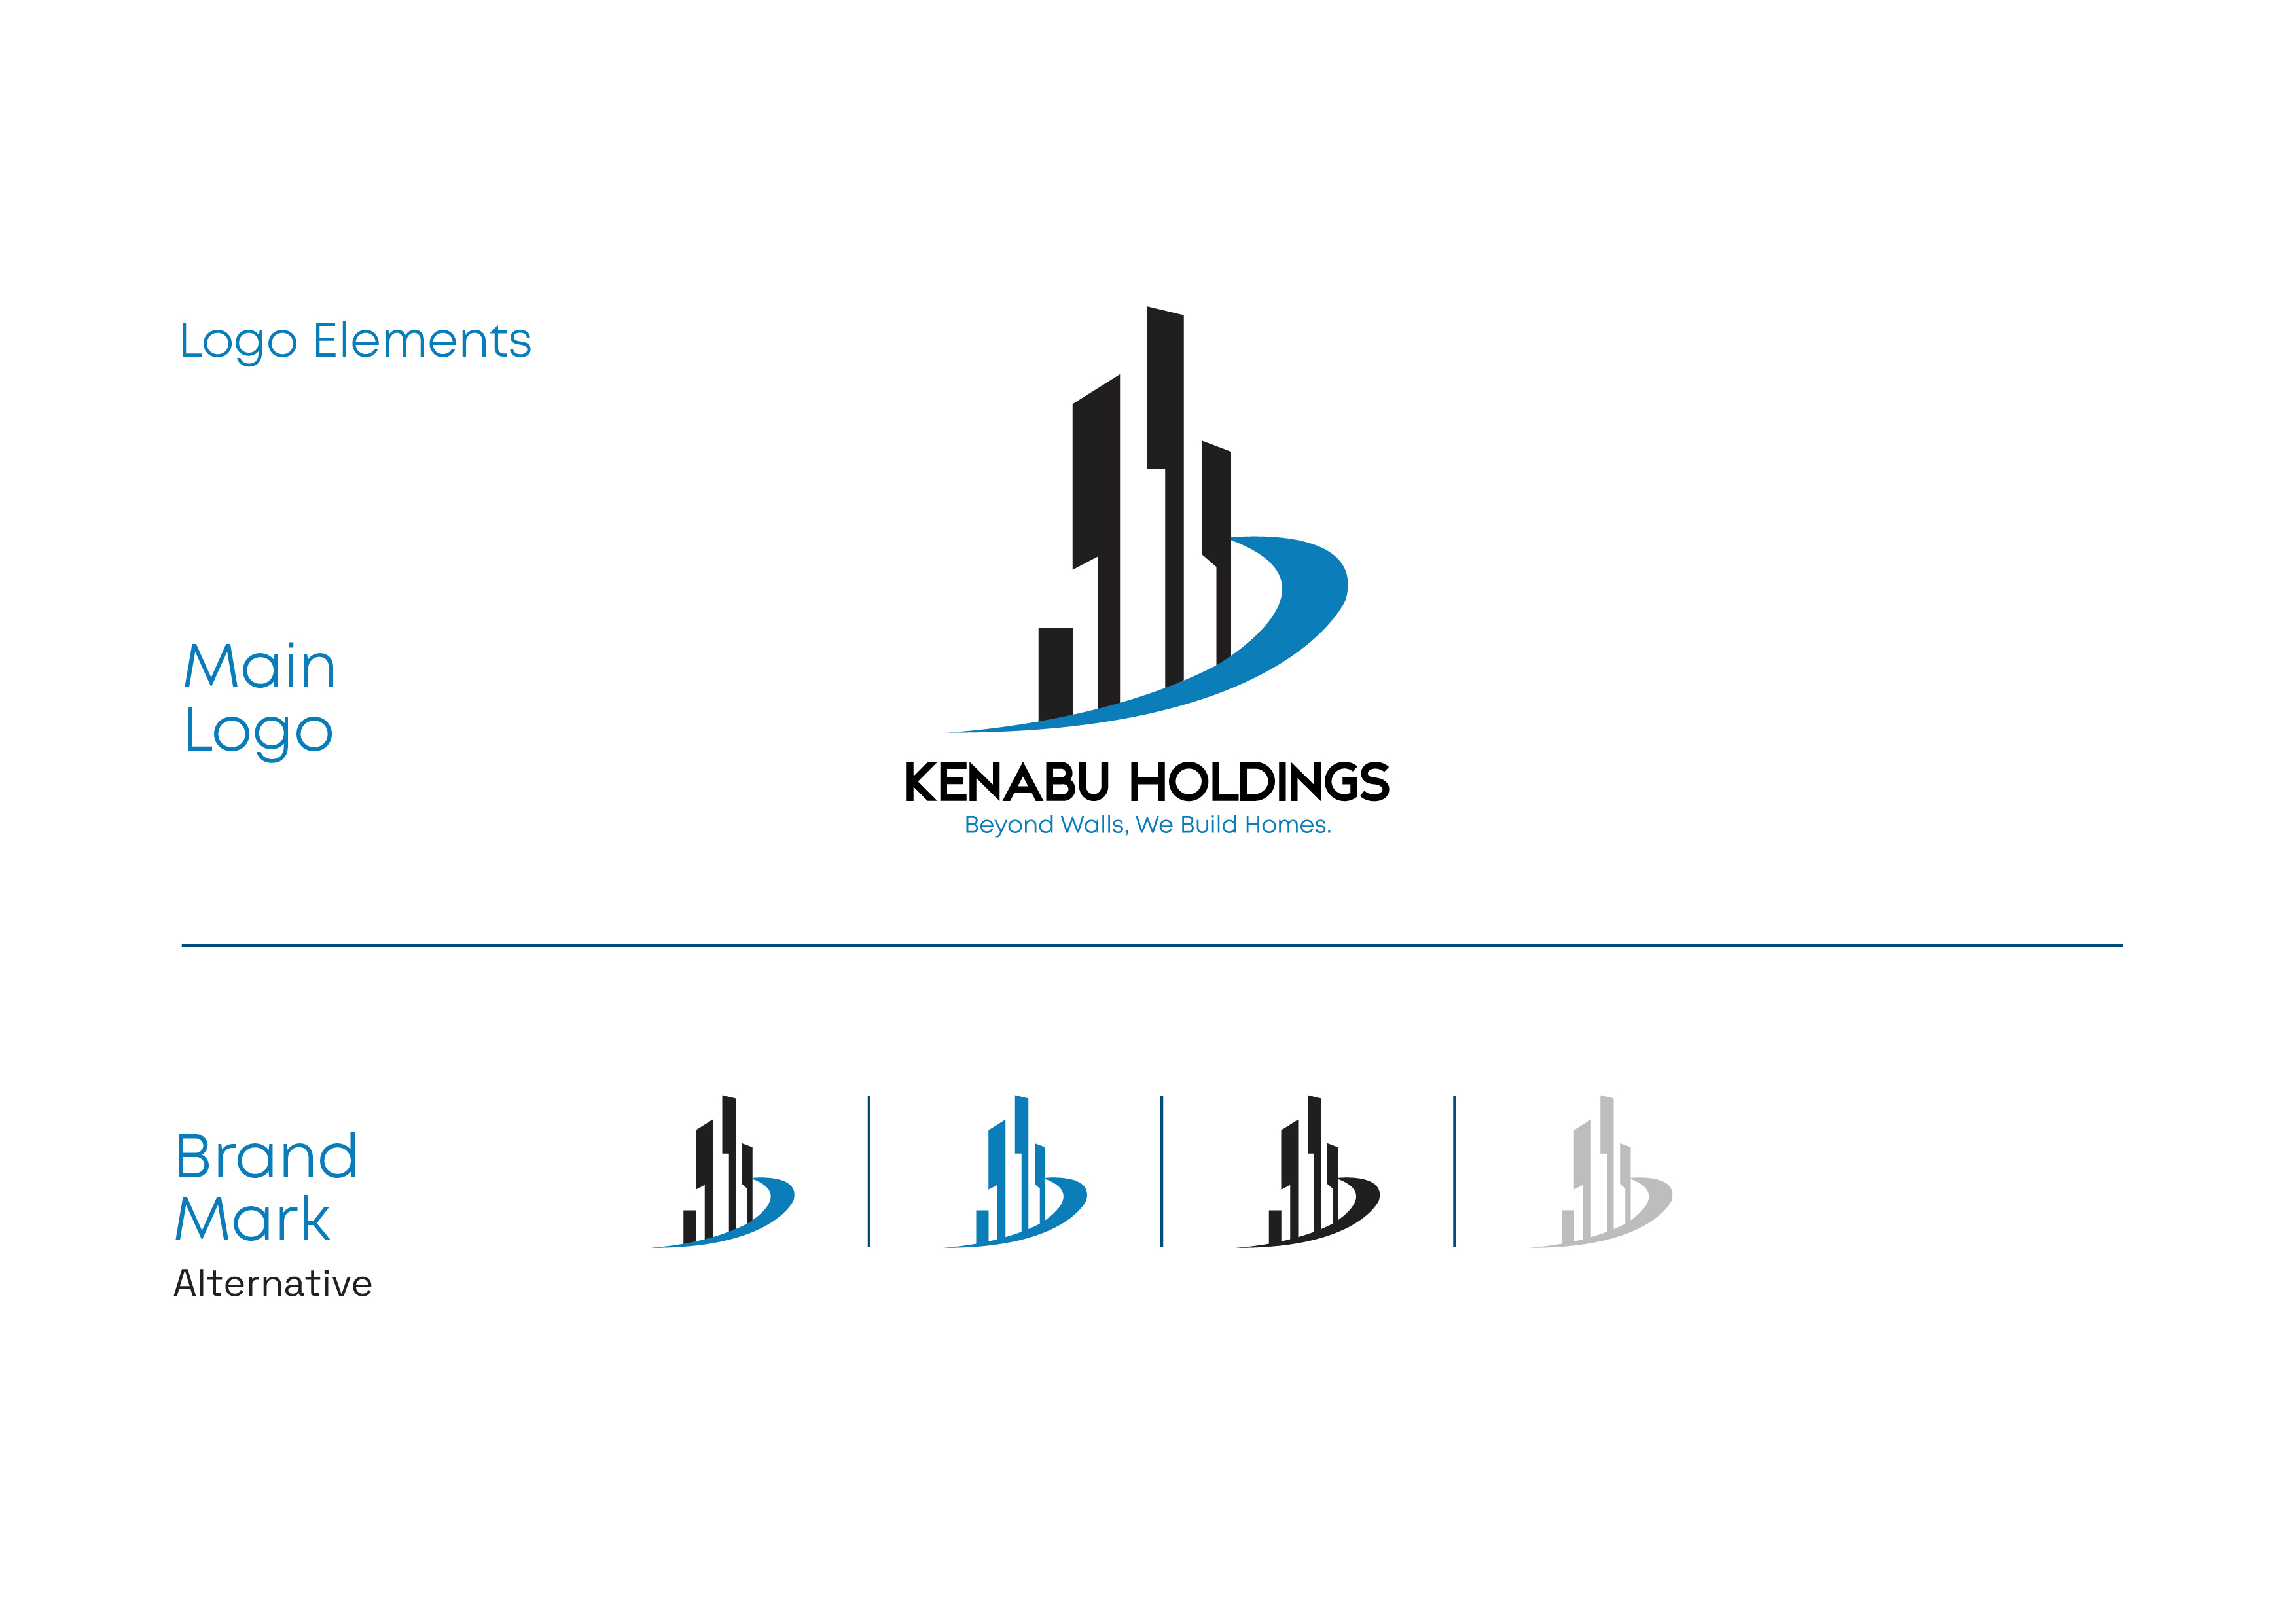 Logo Elements
Main
Logo
KENABU HOLDINGS
Beyond Walls, We Build Homes.
Brand
Mark
Alternative